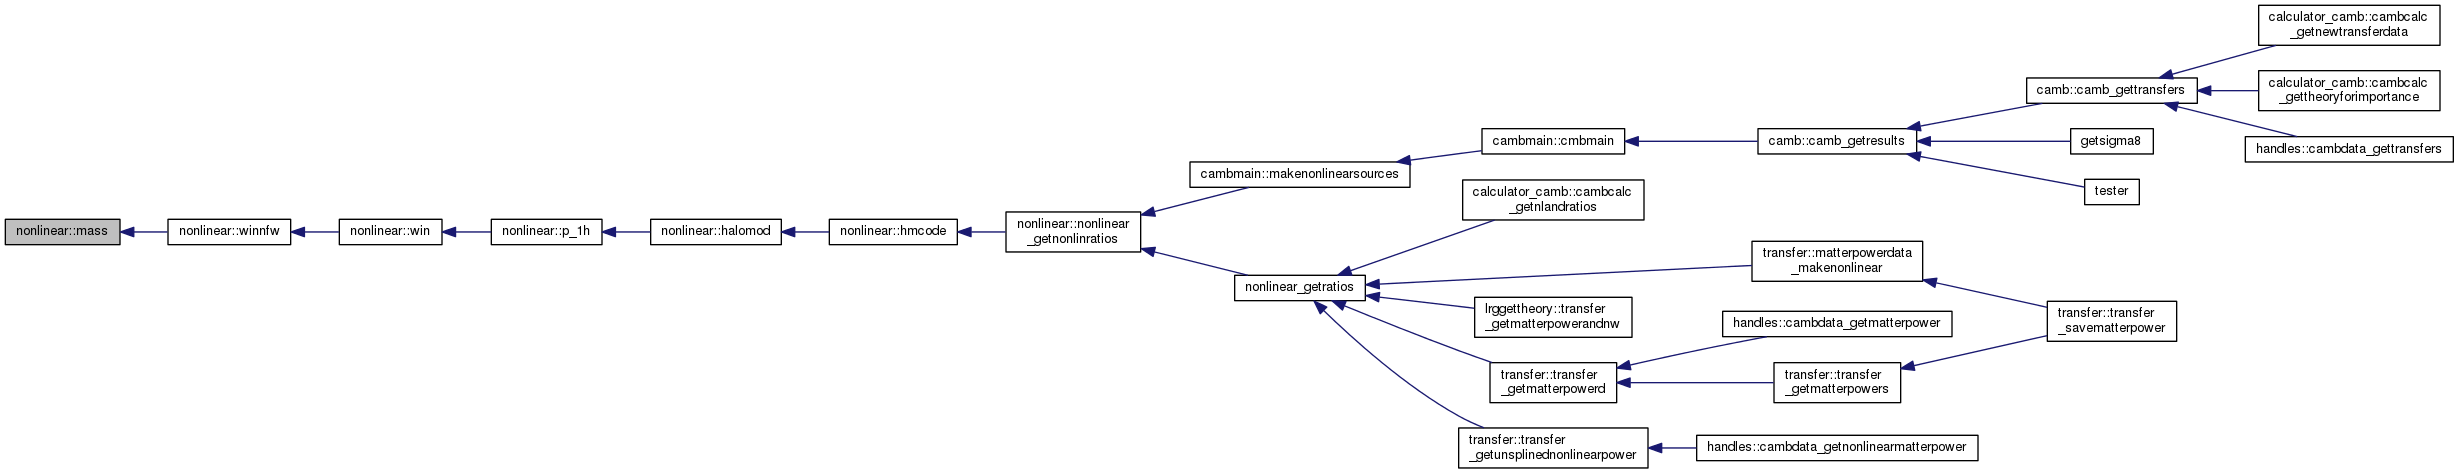 nonlinear::mass
nonlinear::winnfw
nonlinear::win
nonlinear::p_1h
nonlinear::halomod
nonlinear::hmcode
nonlinear::nonlinear
_getnonlinratios
cambmain::makenonlinearsources
cambmain::cmbmain
camb::camb_getresults
camb::camb_gettransfers
calculator_camb::cambcalc
_getnewtransferdata
calculator_camb::cambcalc
_gettheoryforimportance
handles::cambdata_gettransfers
getsigma8
tester
nonlinear_getratios
calculator_camb::cambcalc
_getnlandratios
transfer::matterpowerdata
_makenonlinear
lrggettheory::transfer
_getmatterpowerandnw
transfer::transfer
_getmatterpowerd
handles::cambdata_getmatterpower
transfer::transfer
_getmatterpowers
transfer::transfer
_savematterpower
transfer::transfer
_getunsplinednonlinearpower
handles::cambdata_getnonlinearmatterpower